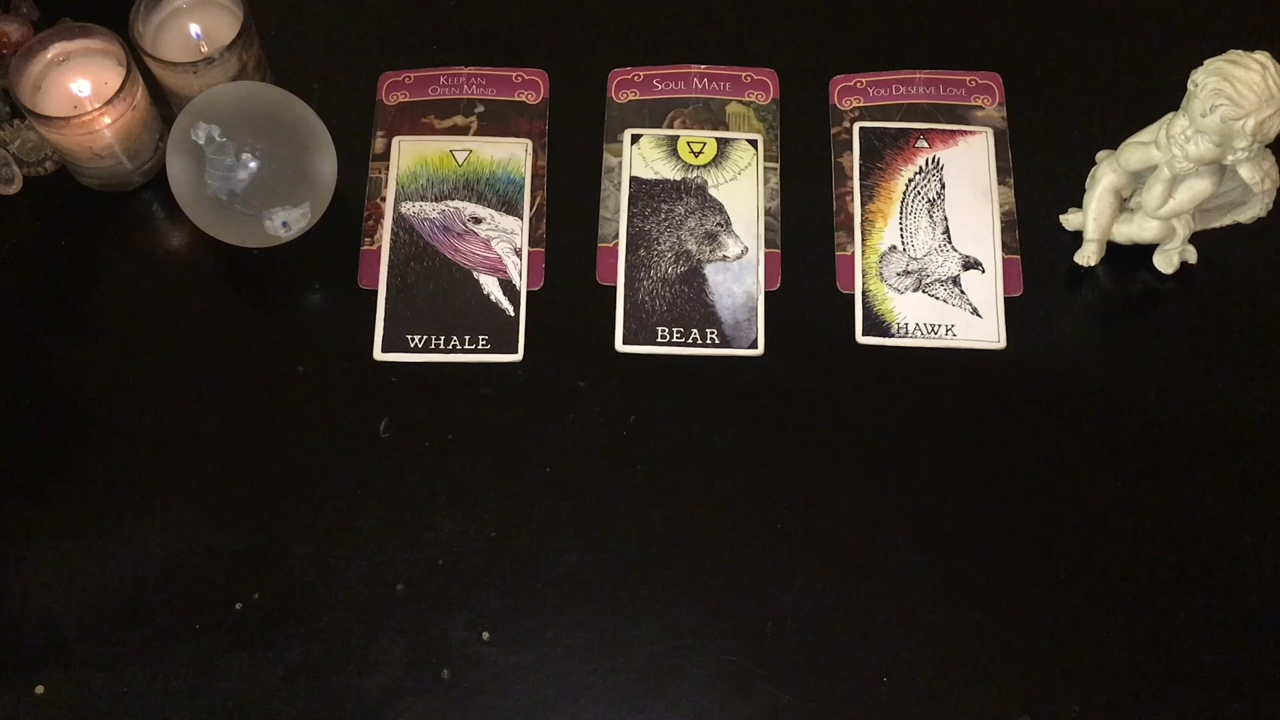 KEEP AN
OPEN MIND
WHALE
SOUL MATE
BEAR
YOU DESERVE LOVE
HAWK